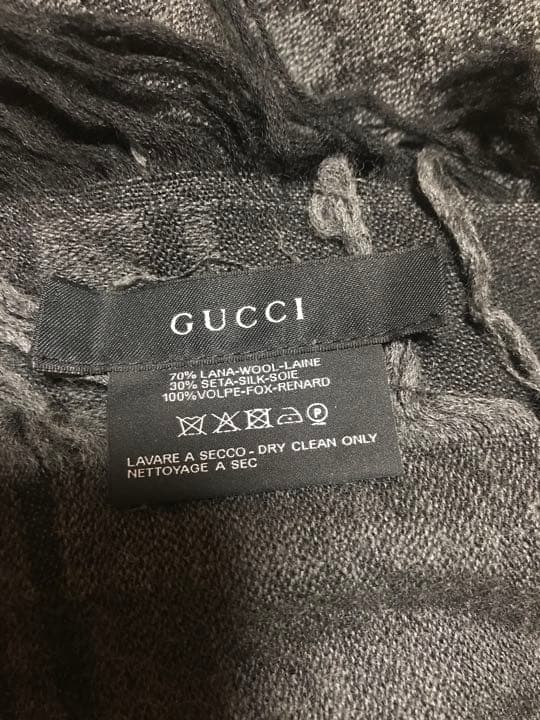 GUCCI
70% LANA-WOOL-LAINE
30% SETA-SILK-SOIE
100%VOLPE-FOX-RENARD
P
LAVARE A SECCO - DRY CLEAN ONLY
NETTOYAGE A SEC